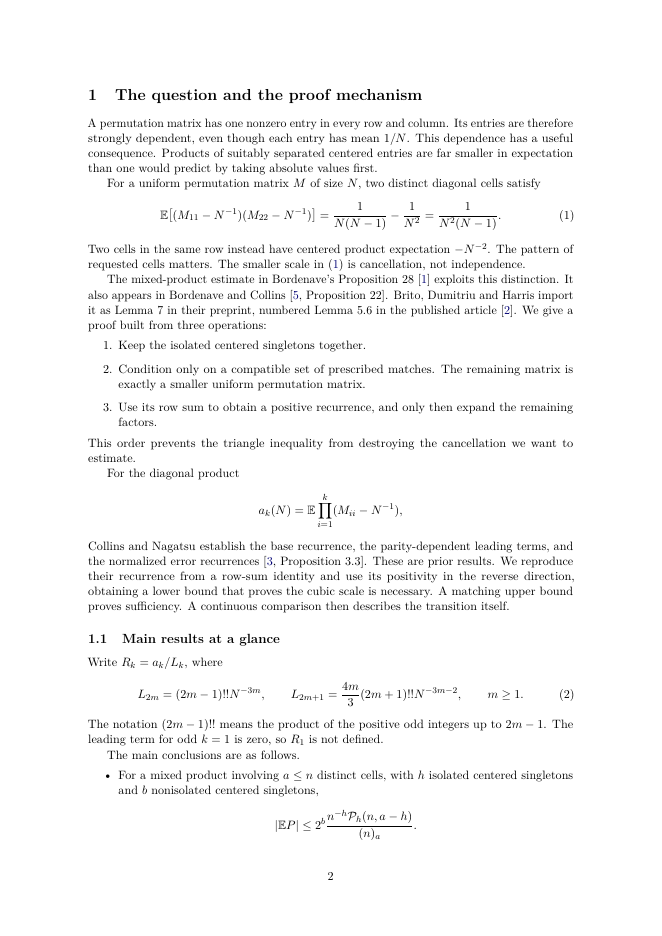 1 The question and the proof mechanism
A permutation matrix has one nonzero entry in every row and column. Its entries are therefore
strongly dependent, even though each entry has mean 1/N. This dependence has a useful
consequence. Products of suitably separated centered entries are far smaller in expectation
than one would predict by taking absolute values first.
For a uniform permutation matrix M of size N, two distinct diagonal cells satisfy
𝔼[(M₁₁ − N⁻¹)(M₂₂ − N⁻¹)] = 1/(N(N − 1)) − 1/N² = 1/(N²(N − 1)). (1)
Two cells in the same row instead have centered product expectation −N⁻². The pattern of
requested cells matters. The smaller scale in (1) is cancellation, not independence.
The mixed-product estimate in Bordenave's Proposition 28 [1] exploits this distinction. It
also appears in Bordenave and Collins [5, Proposition 22]. Brito, Dumitriu and Harris import
it as Lemma 7 in their preprint, numbered Lemma 5.6 in the published article [2]. We give a
proof built from three operations:
1. Keep the isolated centered singletons together.
2. Condition only on a compatible set of prescribed matches. The remaining matrix is
exactly a smaller uniform permutation matrix.
3. Use its row sum to obtain a positive recurrence, and only then expand the remaining
factors.
This order prevents the triangle inequality from destroying the cancellation we want to
estimate.
For the diagonal product
aₖ(N) = 𝔼 ∏ᵢ₌₁ᵏ (Mᵢᵢ − N⁻¹),
Collins and Nagatsu establish the base recurrence, the parity-dependent leading terms, and
the normalized error recurrences [3, Proposition 3.3]. These are prior results. We reproduce
their recurrence from a row-sum identity and use its positivity in the reverse direction,
obtaining a lower bound that proves the cubic scale is necessary. A matching upper bound
proves sufficiency. A continuous comparison then describes the transition itself.
1.1 Main results at a glance
Write Rₖ = aₖ/Lₖ, where
L₂ₘ = (2m − 1)!!N⁻³ᵐ, L₂ₘ₊₁ = (4m/3)(2m + 1)!!N⁻³ᵐ⁻², m ≥ 1. (2)
The notation (2m − 1)!! means the product of the positive odd integers up to 2m − 1. The
leading term for odd k = 1 is zero, so R₁ is not defined.
The main conclusions are as follows.
• For a mixed product involving a ≤ n distinct cells, with h isolated centered singletons
and b nonisolated centered singletons,
|𝔼P| ≤ 2ᵇ n⁻ʰ𝒫ₕ(n, a − h)/(n)ₐ.
2